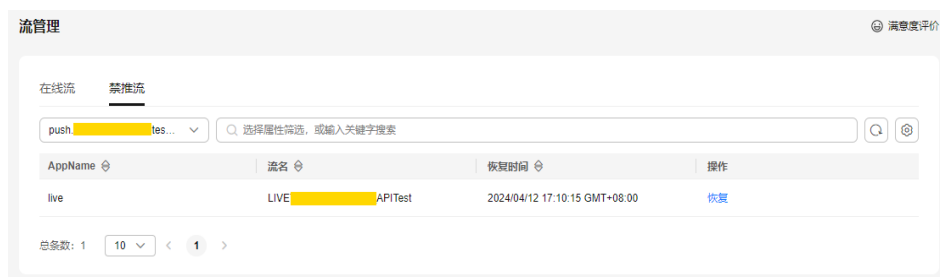 流管理
满意度评价
在线流 禁推流
push. tes... 选择属性筛选，或输入关键字搜索
AppName 流名 恢复时间 操作
live LIVE APITest 2024/04/12 17:10:15 GMT+08:00 恢复
总条数：1 10 < 1 >